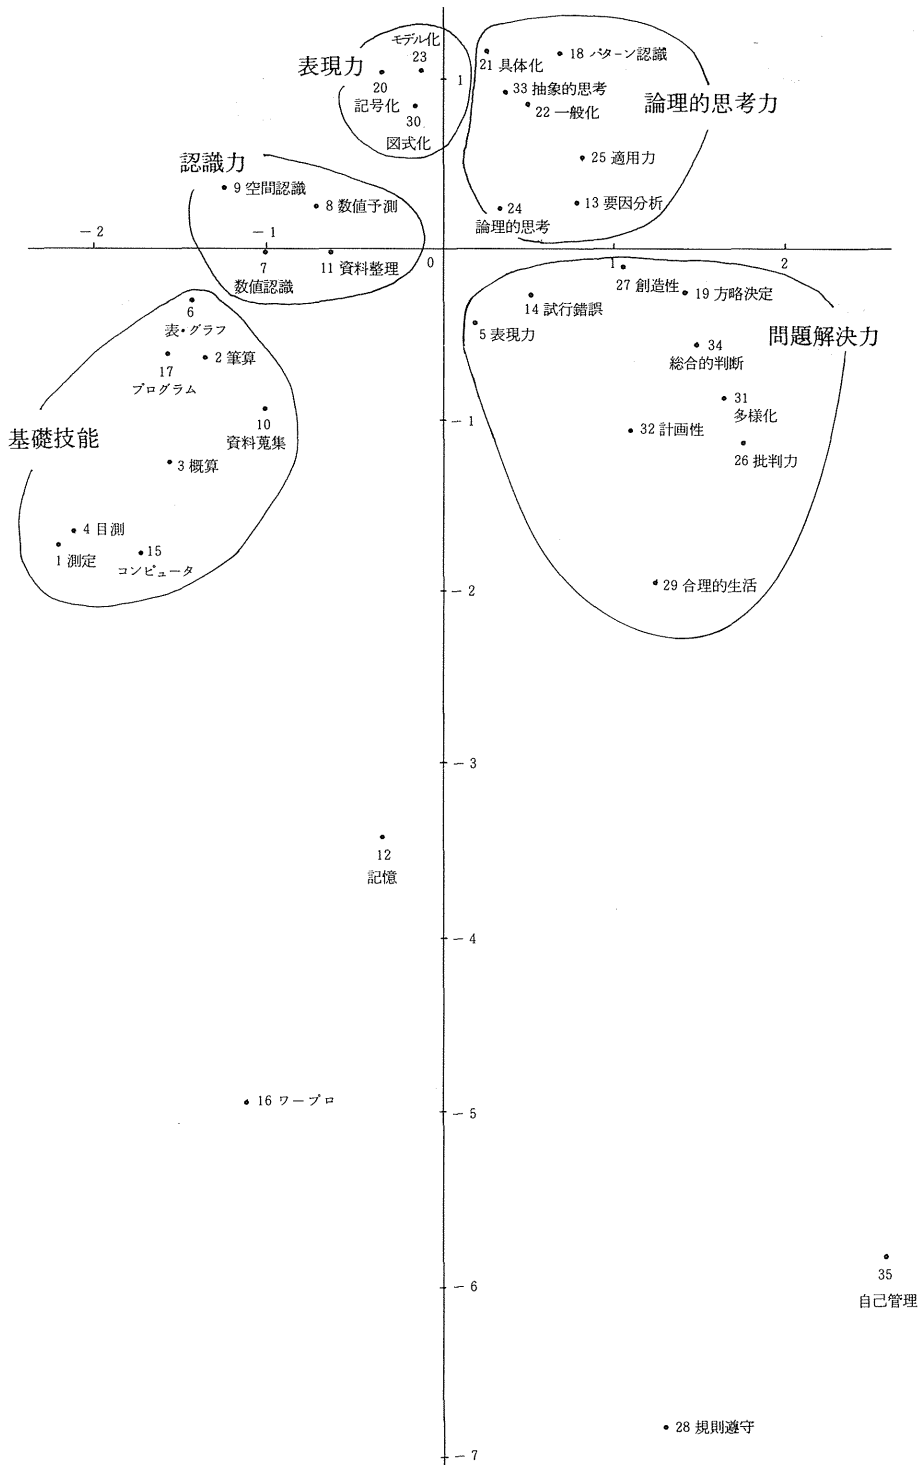 モデル化
23
表現力
20
記号化
30
図式化
1
21 具体化
18 パターン認識
33 抽象的思考
22 一般化
論理的思考力
25 適用力
13 要因分析
24
論理的思考
認識力
9 空間認識
8 数値予測
－2
－1
7
数値認識
11 資料整理
0
1
2
27 創造性
19 方略決定
14 試行錯誤
5 表現力
問題解決力
34
総合的判断
31
多様化
32 計画性
26 批判力
29 合理的生活
6
表・グラフ
2 筆算
17
プログラム
10
資料蒐集
基礎技能
3 概算
4 目測
1 測定
15
コンピュータ
－1
－2
－3
12
記憶
－4
16 ワープロ
－5
－6
35
自己管理
28 規則遵守
－7